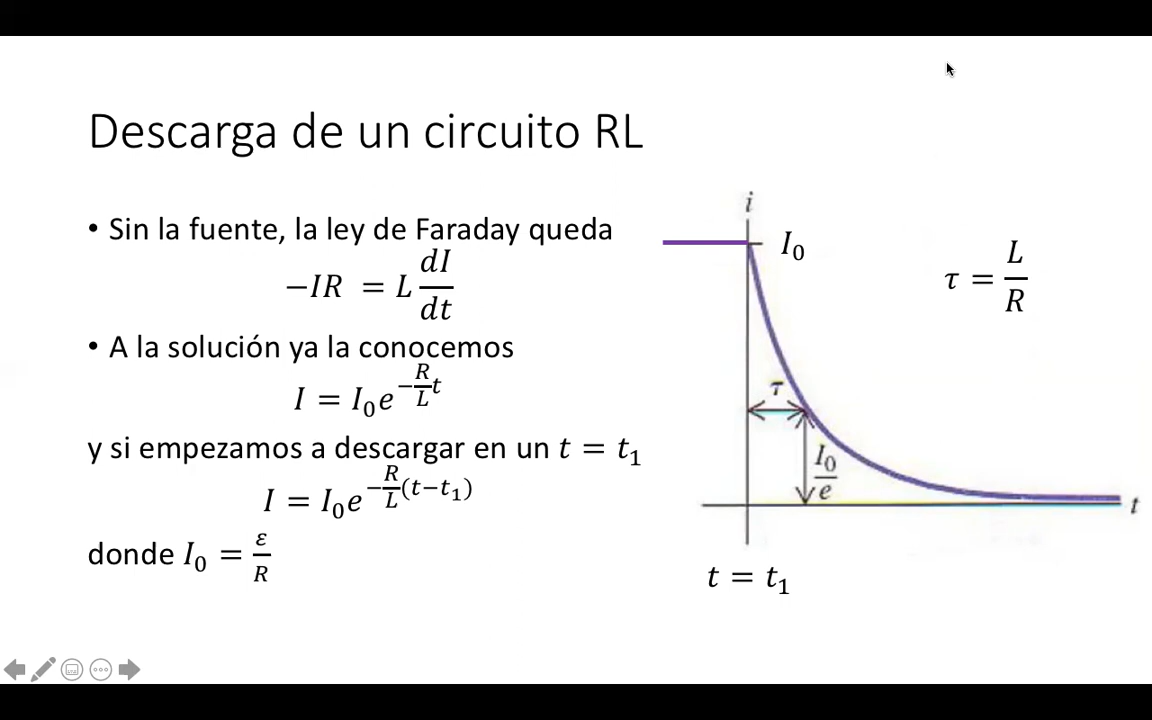 Descarga de un circuito RL
• Sin la fuente, la ley de Faraday queda
−IR = L dI/dt
• A la solución ya la conocemos
I = I₀e^(−(R/L)t)
y si empezamos a descargar en un t = t₁
I = I₀e^(−(R/L)(t−t₁))
donde I₀ = ε/R
i
I₀
τ = L/R
τ
I₀/e
t
t = t₁